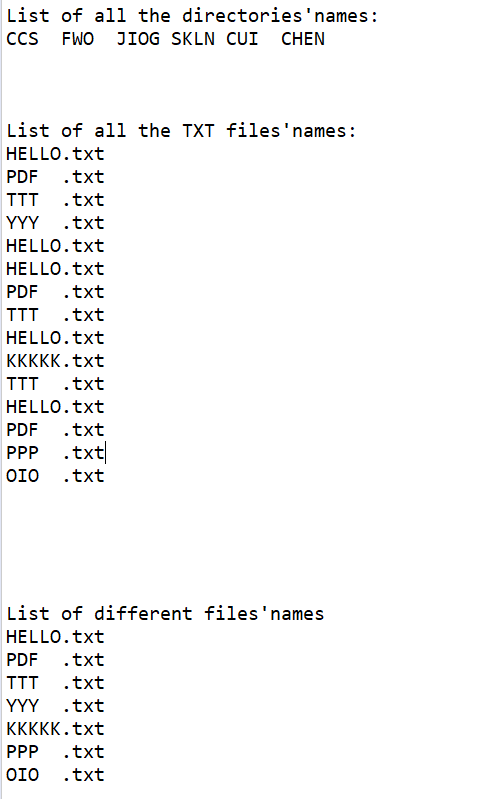 List of all the directories'names:
CCS  FWO  JIOG SKLN CUI  CHEN
List of all the TXT files'names:
HELLO.txt
PDF  .txt
TTT  .txt
YYY  .txt
HELLO.txt
HELLO.txt
PDF  .txt
TTT  .txt
HELLO.txt
KKKKK.txt
TTT  .txt
HELLO.txt
PDF  .txt
PPP  .txt
OIO  .txt
List of different files'names
HELLO.txt
PDF  .txt
TTT  .txt
YYY  .txt
KKKKK.txt
PPP  .txt
OIO  .txt